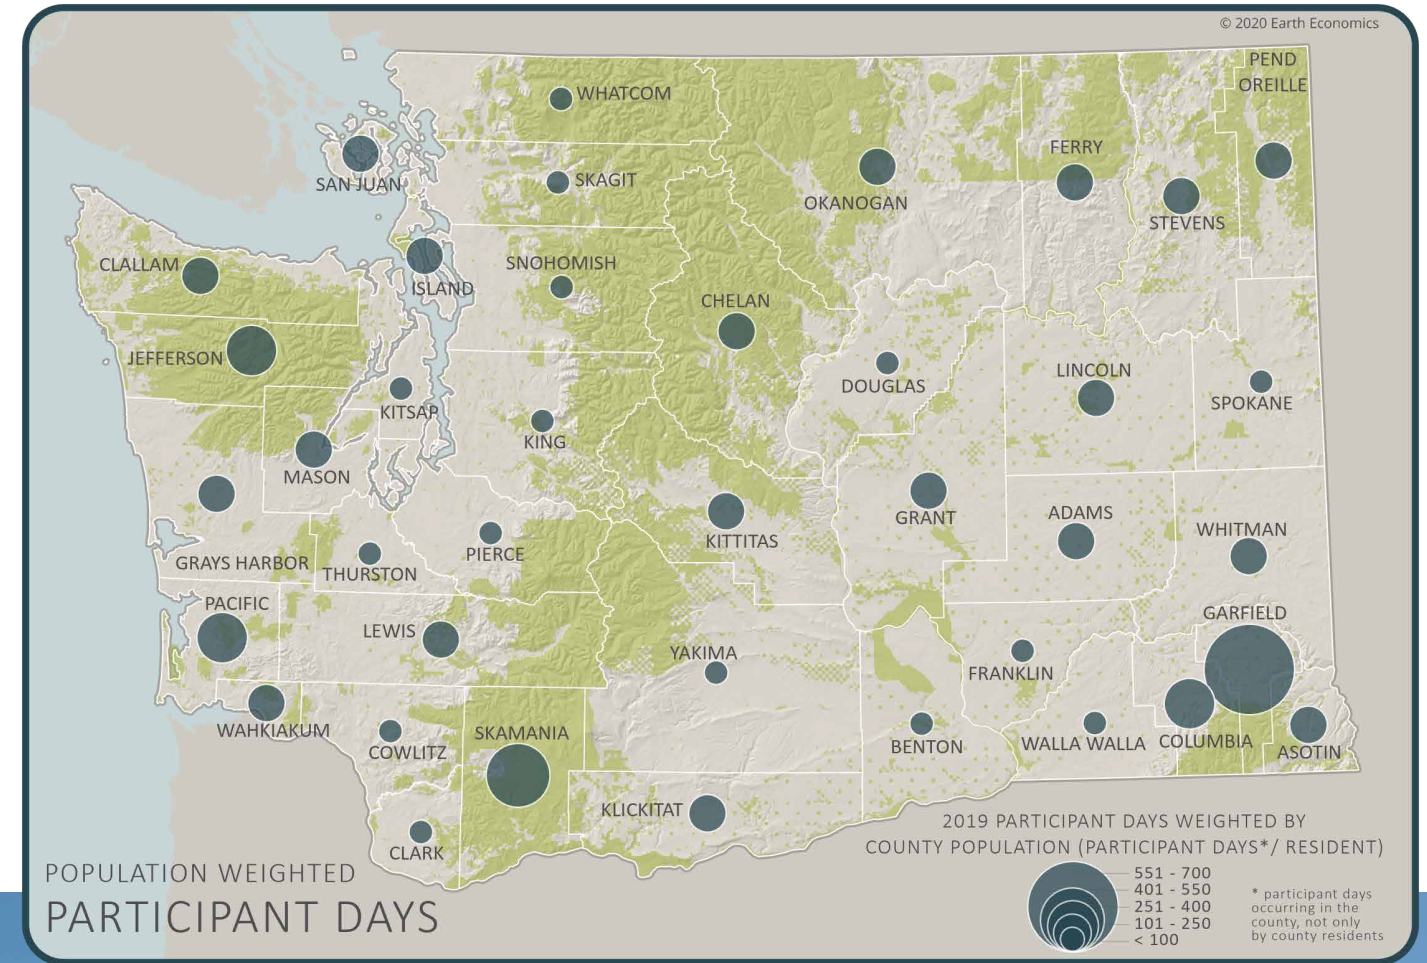 © 2020 Earth Economics
PEND
OREILLE
WHATCOM
FERRY
SAN JUAN
SKAGIT
OKANOGAN
STEVENS
CLALLAM
SNOHOMISH
ISLAND
CHELAN
JEFFERSON
DOUGLAS
LINCOLN
KITSAP
SPOKANE
KING
MASON
GRANT
ADAMS
KITTITAS
WHITMAN
PIERCE
GRAYS HARBOR
THURSTON
PACIFIC
GARFIELD
LEWIS
YAKIMA
FRANKLIN
WAHKIAKUM
SKAMANIA
COWLITZ
BENTON
WALLA WALLA
COLUMBIA
ASOTIN
KLICKITAT
CLARK
2019 PARTICIPANT DAYS WEIGHTED BY
COUNTY POPULATION (PARTICIPANT DAYS*/ RESIDENT)
551 - 700
401 - 550
251 - 400
101 - 250
< 100
* participant days
occurring in the
county, not only
by county residents
POPULATION WEIGHTED
PARTICIPANT DAYS